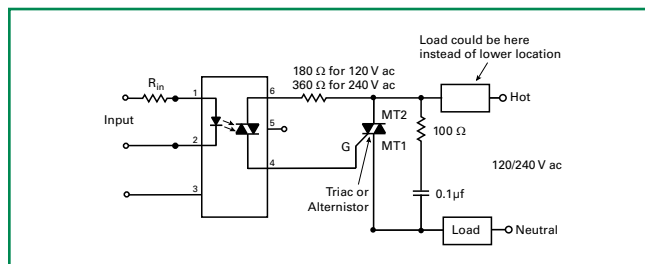 Load could be here
instead of lower location
180 Ω for 120 V ac
360 Ω for 240 V ac
Rin
1
6
Hot
Input
5
MT2
100 Ω
G
MT1
2
4
120/240 V ac
3
Triac or
Alternistor
0.1μf
Load
Neutral